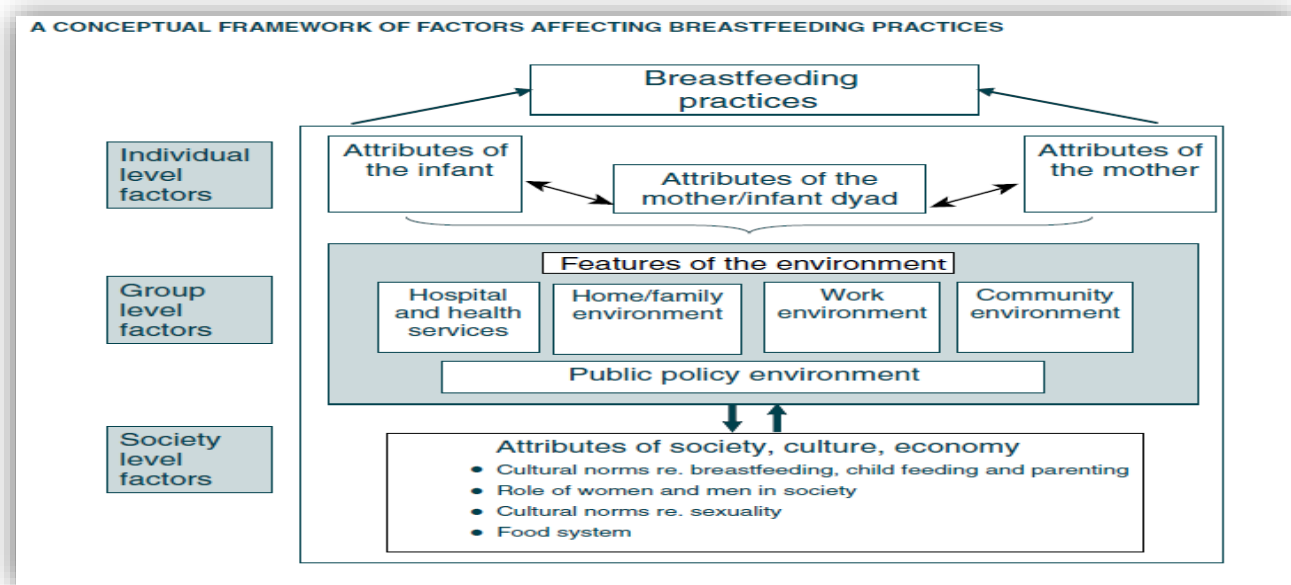 A CONCEPTUAL FRAMEWORK OF FACTORS AFFECTING BREASTFEEDING PRACTICES
Breastfeeding
practices
Individual
level
factors
Attributes of
the infant
Attributes of the
mother/infant dyad
Attributes of
the mother
Group
level
factors
Features of the environment
Hospital
and health
services
Home/family
environment
Work
environment
Community
environment
Public policy environment
Society
level
factors
Attributes of society, culture, economy
● Cultural norms re. breastfeeding, child feeding and parenting
● Role of women and men in society
● Cultural norms re. sexuality
● Food system